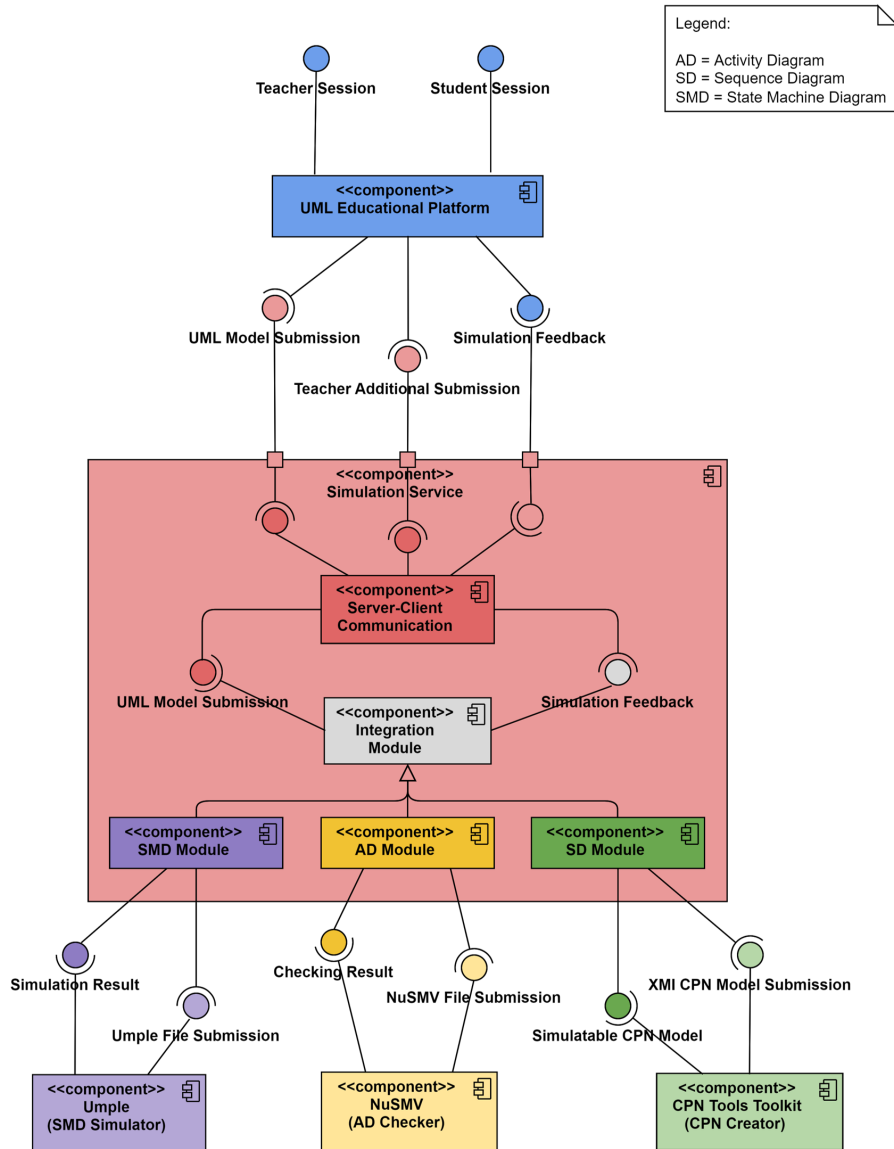 Legend:
AD = Activity Diagram
SD = Sequence Diagram
SMD = State Machine Diagram
Teacher Session
Student Session
<<component>>
UML Educational Platform
UML Model Submission
Simulation Feedback
Teacher Additional Submission
<<component>>
Simulation Service
<<component>>
Server-Client
Communication
UML Model Submission
Simulation Feedback
<<component>>
Integration
Module
<<component>>
SMD Module
<<component>>
AD Module
<<component>>
SD Module
Simulation Result
Umple File Submission
Checking Result
NuSMV File Submission
XMI CPN Model Submission
Simulatable CPN Model
<<component>>
Umple
(SMD Simulator)
<<component>>
NuSMV
(AD Checker)
<<component>>
CPN Tools Toolkit
(CPN Creator)